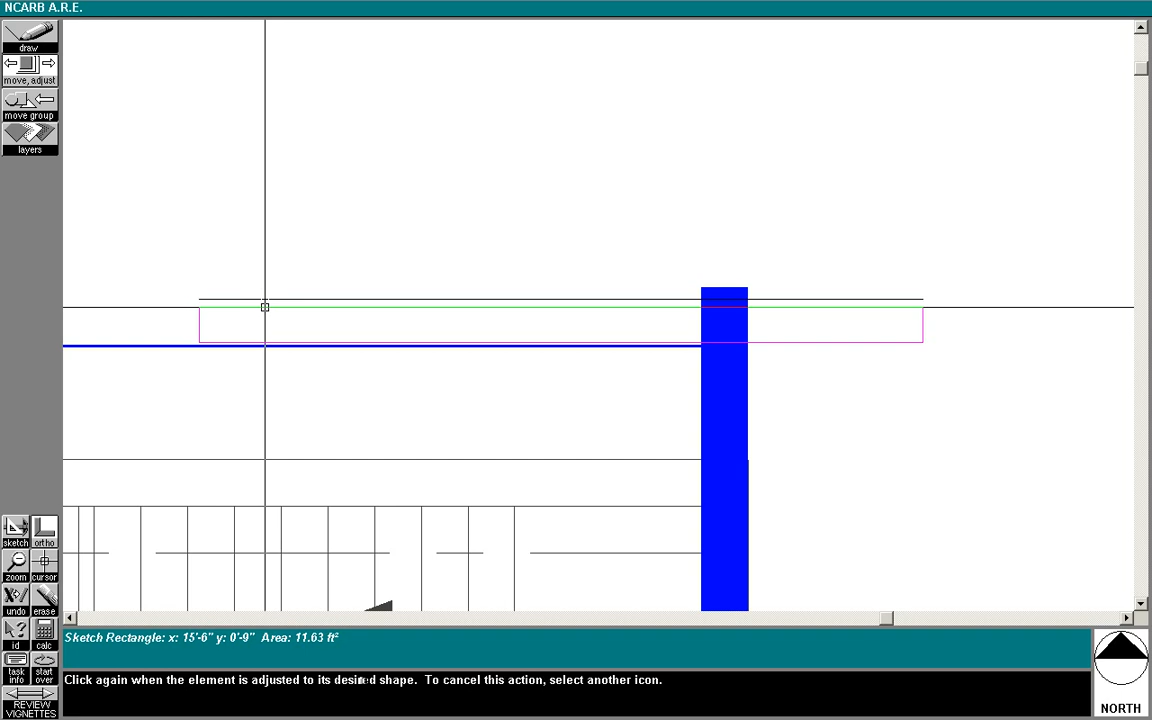 NCARB A.R.E.
draw
move, adjust
move group
layers
sketch ortho
zoom cursor
undo erase
id calc
task info start over
REVIEW VIGNETTES
Sketch Rectangle: x: 15'-6" y: 0'-9" Area: 11.63 ft²
Click again when the element is adjusted to its desired shape. To cancel this action, select another icon.
NORTH